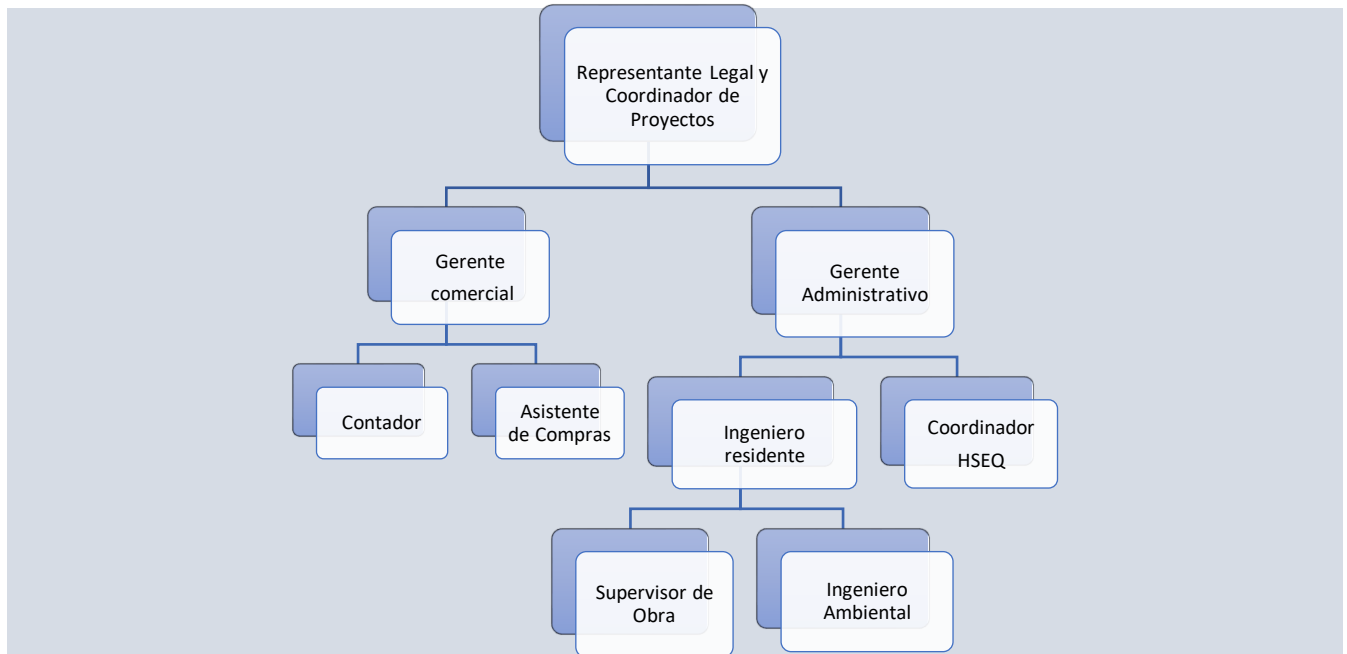 Representante Legal y
Coordinador de
Proyectos
Gerente
comercial
Gerente
Administrativo
Contador
Asistente
de Compras
Ingeniero
residente
Coordinador
HSEQ
Supervisor de
Obra
Ingeniero
Ambiental